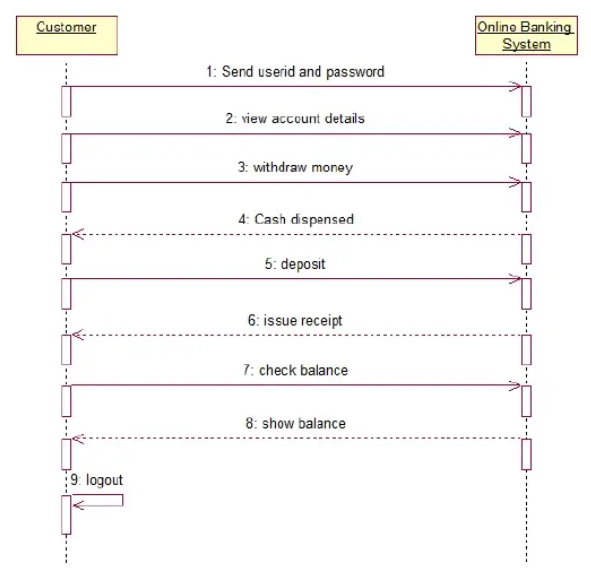 Customer
Online Banking
System
1: Send userid and password
2: view account details
3: withdraw money
4: Cash dispensed
5: deposit
6: issue receipt
7: check balance
8: show balance
9: logout